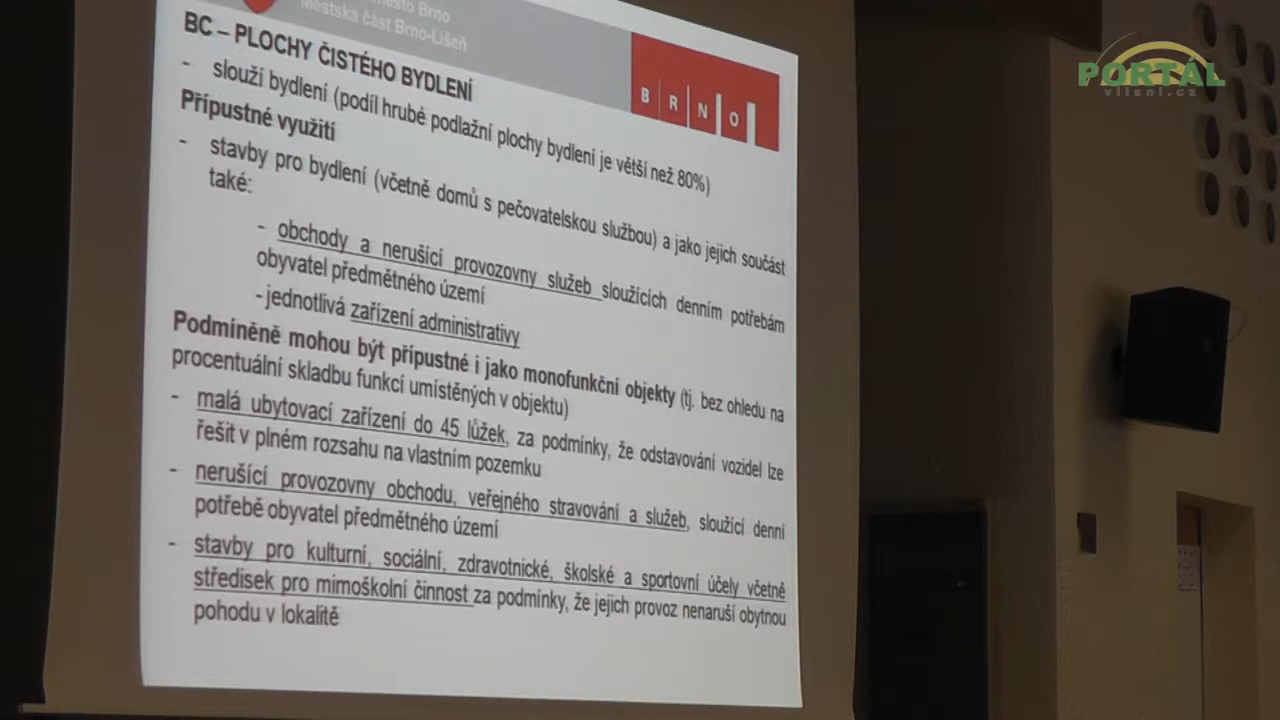 město Brno
Městská část Brno-Líšeň
BRNO
PORTÁL
vlisni.cz
BC – PLOCHY ČISTÉHO BYDLENÍ
- slouží bydlení (podíl hrubé podlažní plochy bydlení je větší než 80%)
Přípustné využití
- stavby pro bydlení (včetně domů s pečovatelskou službou) a jako jejich součást
také:
- obchody a nerušící provozovny služeb sloužících denním potřebám
obyvatel předmětného území
- jednotlivá zařízení administrativy
Podmíněně mohou být přípustné i jako monofunkční objekty (tj. bez ohledu na
procentuální skladbu funkcí umístěných v objektu)
- malá ubytovací zařízení do 45 lůžek, za podmínky, že odstavování vozidel lze
řešit v plném rozsahu na vlastním pozemku
- nerušící provozovny obchodu, veřejného stravování a služeb, sloužící denní
potřebě obyvatel předmětného území
- stavby pro kulturní, sociální, zdravotnické, školské a sportovní účely včetně
středisek pro mimoškolní činnost za podmínky, že jejich provoz nenaruší obytnou
pohodu v lokalitě